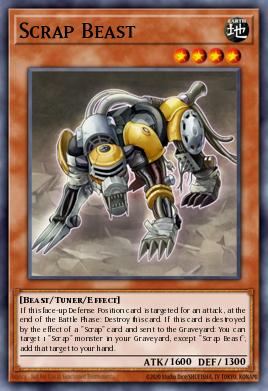 Scrap Beast
EARTH
地
[Beast/Tuner/Effect]
If this face-up Defense Position card is targeted for an attack, at the
end of the Battle Phase: Destroy this card. If this card is destroyed
by the effect of a "Scrap" card and sent to the Graveyard: You can
target 1 "Scrap" monster in your Graveyard, except "Scrap Beast";
add that target to your hand.
ATK/1600 DEF/1300